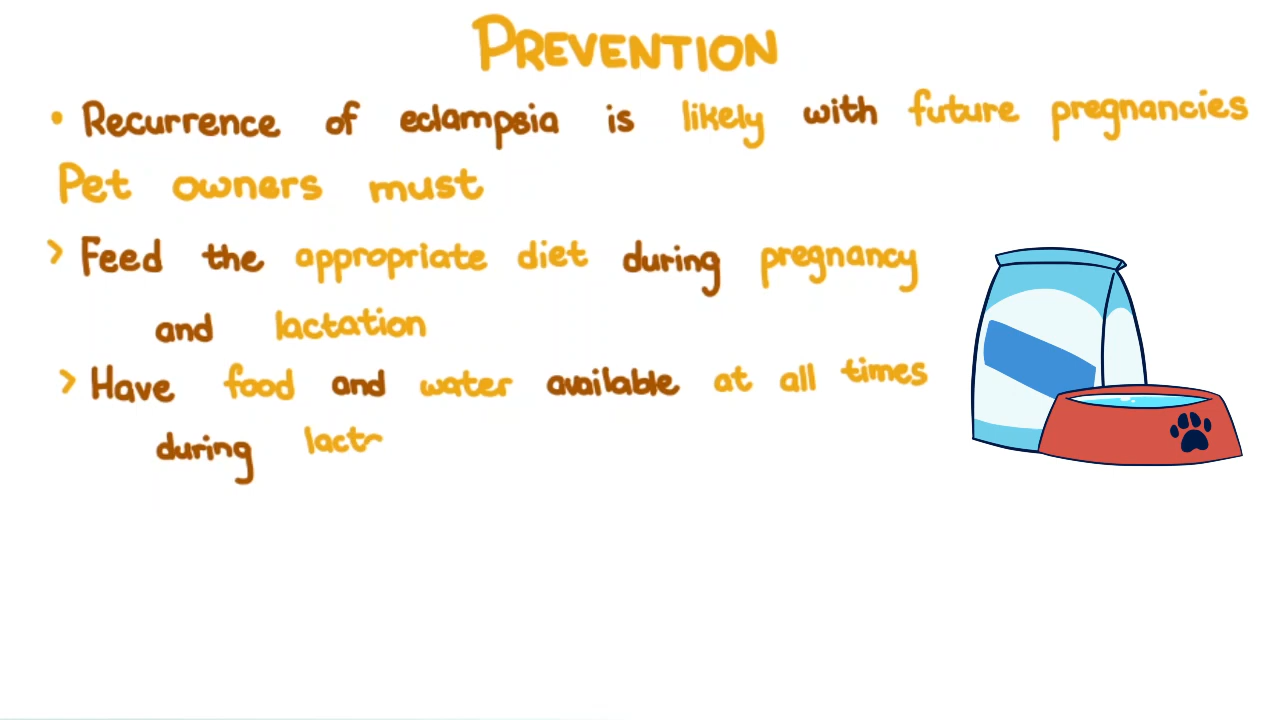 PREVENTION
• Recurrence of eclampsia is likely with future pregnancies
Pet owners must
> Feed the appropriate diet during pregnancy
and lactation
> Have food and water available at all times
during lact